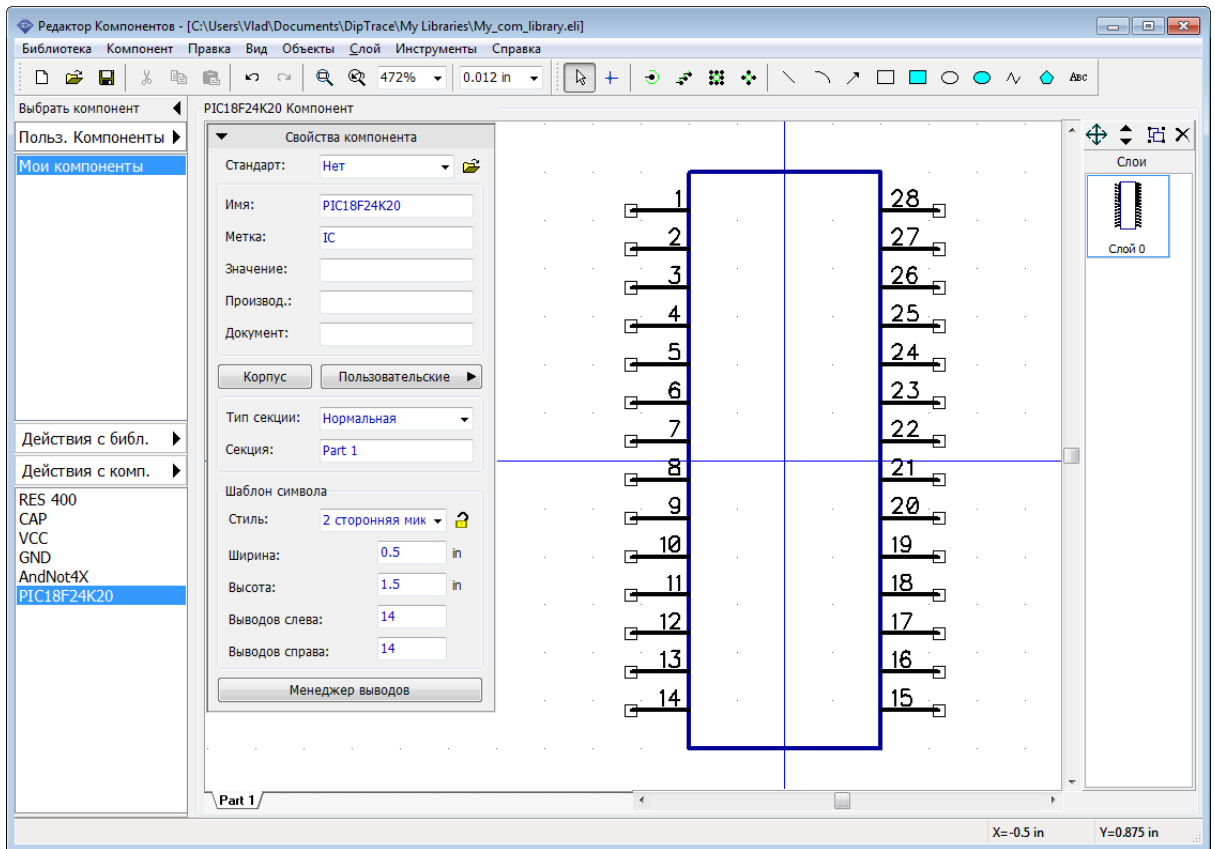 Редактор Компонентов - [C:\Users\Vlad\Documents\DipTrace\My Libraries\My_com_library.eli]
Библиотека Компонент Правка Вид Объекты Слой Инструменты Справка
472% 0.012 in ABC
Выбрать компонент
PIC18F24K20 Компонент
Польз. Компоненты
Мои компоненты
Действия с библ.
Действия с комп.
RES 400
CAP
VCC
GND
AndNot4X
PIC18F24K20
Свойства компонента
Стандарт: Нет
Имя: PIC18F24K20
Метка: IC
Значение:
Производ.:
Документ:
Корпус Пользовательские
Тип секции: Нормальная
Секция: Part 1
Шаблон символа
Стиль: 2 сторонняя мик
Ширина: 0.5 in
Высота: 1.5 in
Выводов слева: 14
Выводов справа: 14
Менеджер выводов
1 28
2 27
3 26
4 25
5 24
6 23
7 22
8 21
9 20
10 19
11 18
12 17
13 16
14 15
Слои
Слой 0
Part 1
X=-0.5 in Y=0.875 in